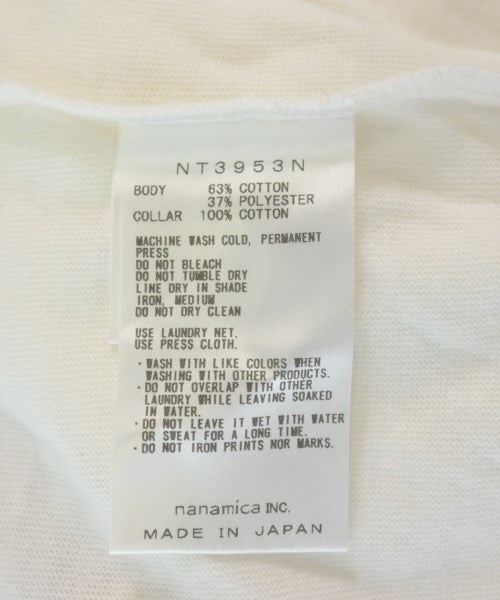 NT3953N
BODY 63% COTTON
37% POLYESTER
COLLAR 100% COTTON
MACHINE WASH COLD, PERMANENT
PRESS
DO NOT BLEACH
DO NOT TUMBLE DRY
LINE DRY IN SHADE
IRON, MEDIUM
DO NOT DRY CLEAN
USE LAUNDRY NET.
USE PRESS CLOTH.
・WASH WITH LIKE COLORS WHEN
WASHING WITH OTHER PRODUCTS.
・DO NOT OVERLAP WITH OTHER
LAUNDRY WHILE LEAVING SOAKED
IN WATER.
・DO NOT LEAVE IT WET WITH WATER
OR SWEAT FOR A LONG TIME.
・DO NOT IRON PRINTS NOR MARKS.
nanamica INC.
MADE IN JAPAN